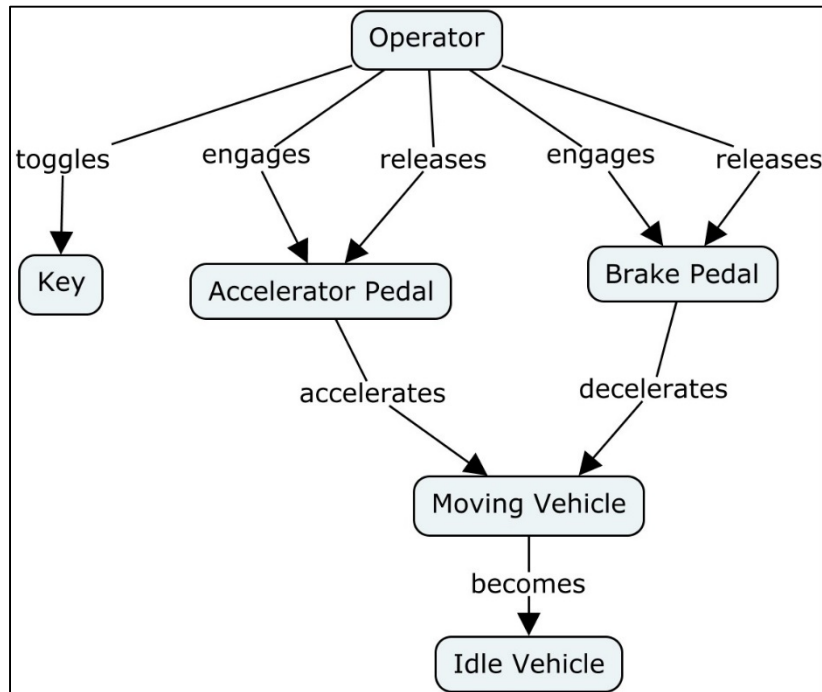 Operator
toggles
engages
releases
engages
releases
Key
Accelerator Pedal
Brake Pedal
accelerates
decelerates
Moving Vehicle
becomes
Idle Vehicle